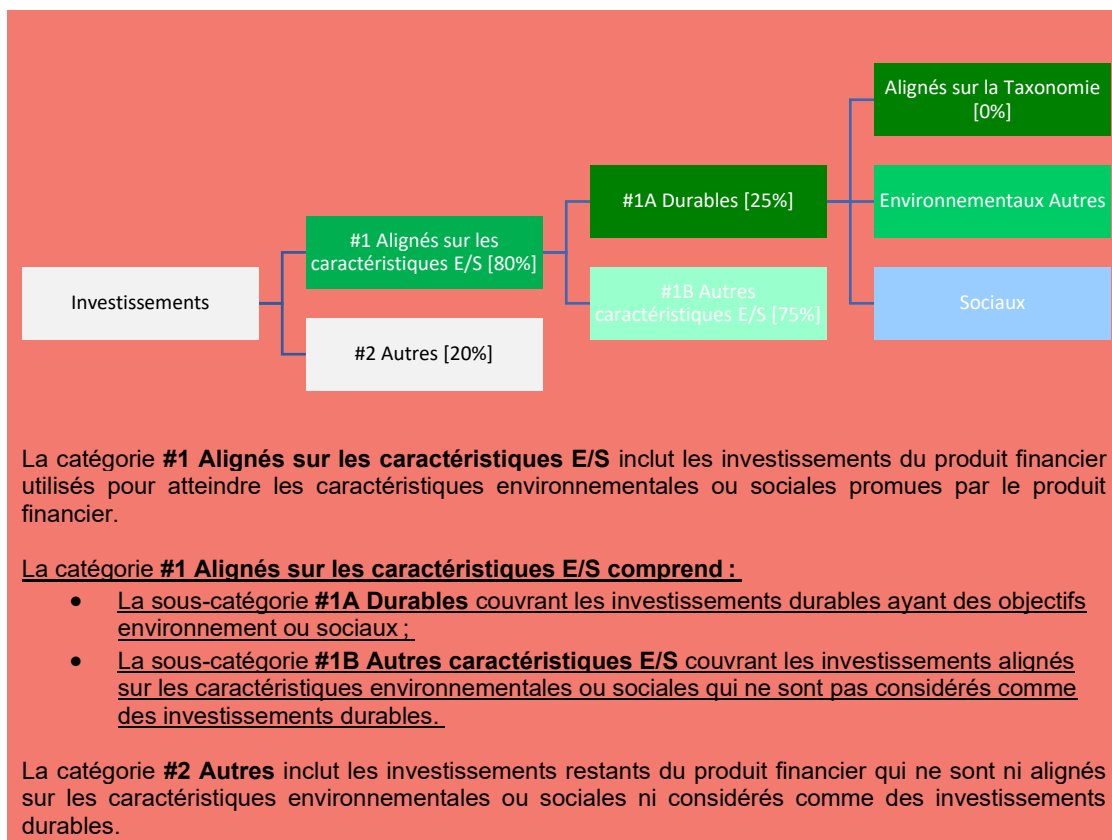 Alignés sur la Taxonomie
[0%]
#1A Durables [25%]
Environnementaux Autres
#1 Alignés sur les
caractéristiques E/S [80%]
Investissements
#1B Autres
caractéristiques E/S [75%]
Sociaux
#2 Autres [20%]
La catégorie #1 Alignés sur les caractéristiques E/S inclut les investissements du produit financier
utilisés pour atteindre les caractéristiques environnementales ou sociales promues par le produit
financier.
La catégorie #1 Alignés sur les caractéristiques E/S comprend :
• La sous-catégorie #1A Durables couvrant les investissements durables ayant des objectifs
environnement ou sociaux ;
• La sous-catégorie #1B Autres caractéristiques E/S couvrant les investissements alignés
sur les caractéristiques environnementales ou sociales qui ne sont pas considérés comme
des investissements durables.
La catégorie #2 Autres inclut les investissements restants du produit financier qui ne sont ni alignés
sur les caractéristiques environnementales ou sociales ni considérés comme des investissements
durables.